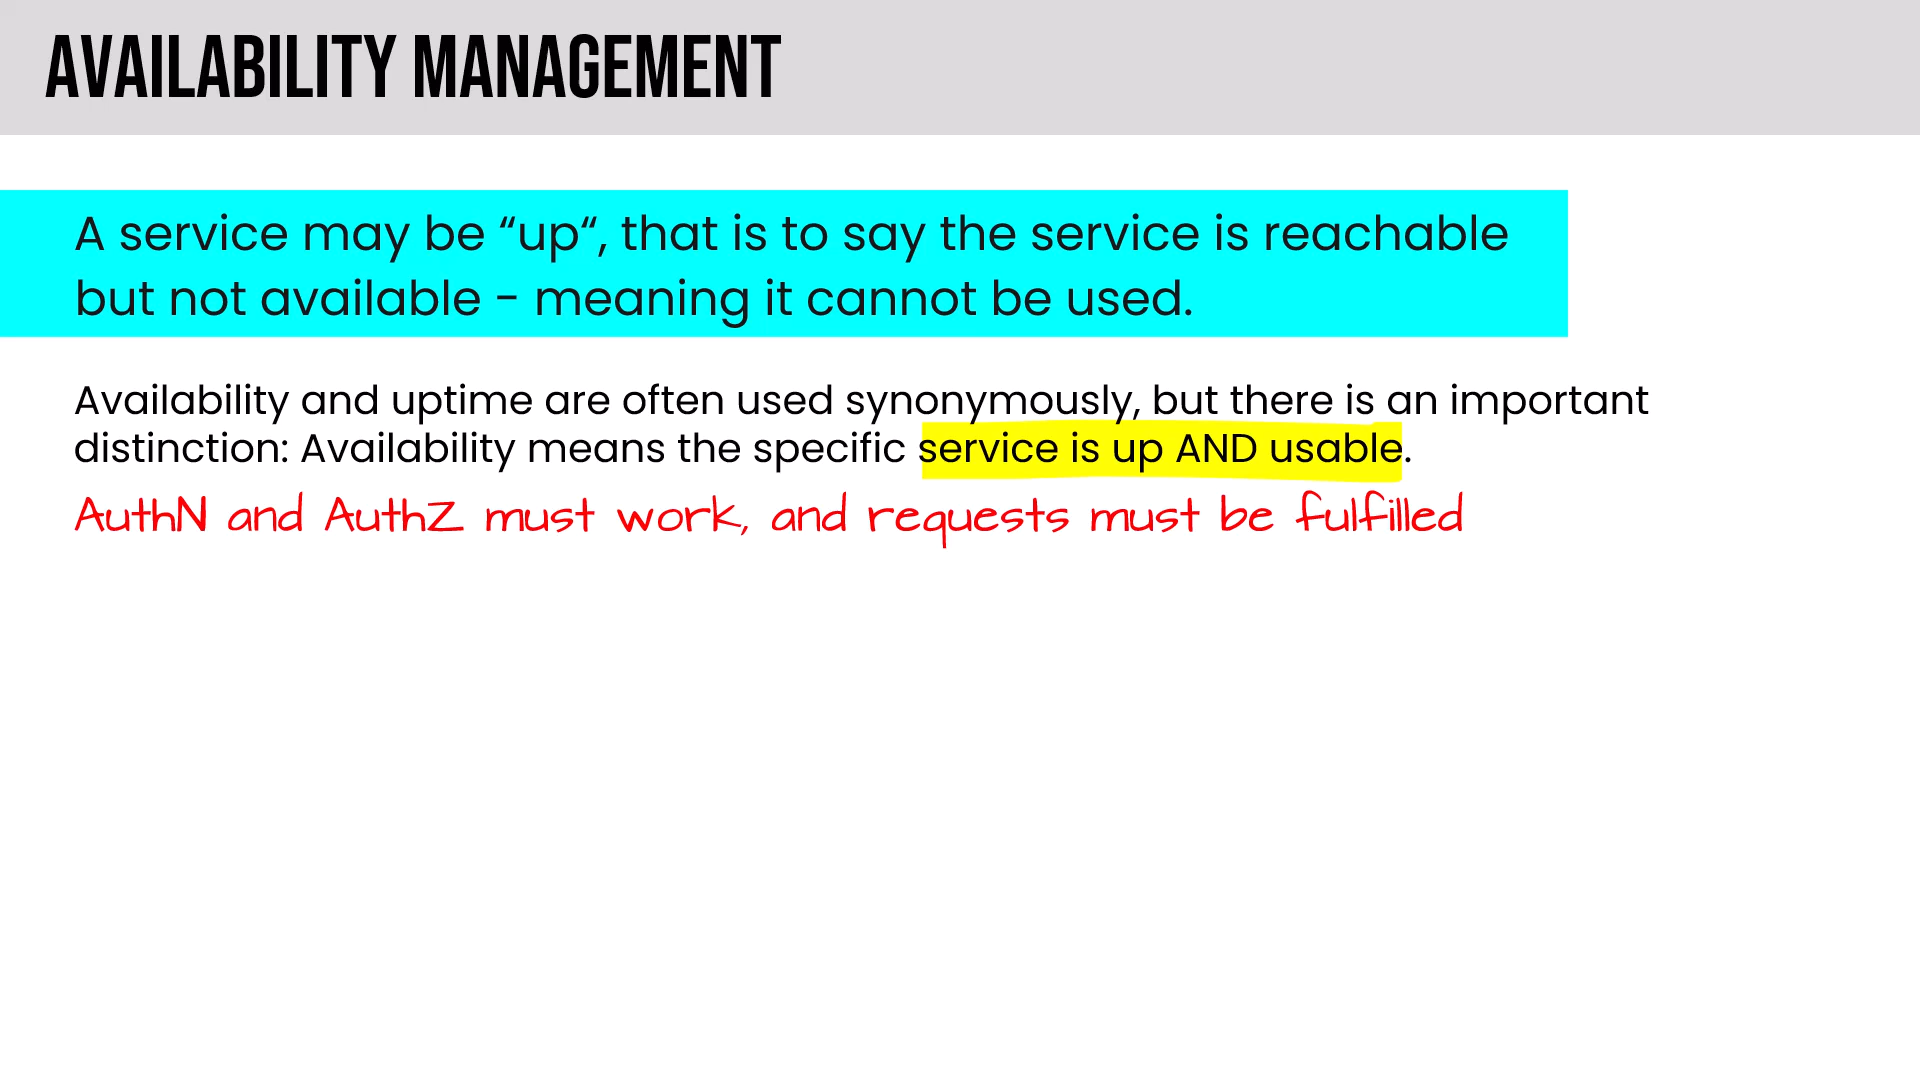 AVAILABILITY MANAGEMENT
A service may be “up“, that is to say the service is reachable
but not available - meaning it cannot be used.
Availability and uptime are often used synonymously, but there is an important
distinction: Availability means the specific service is up AND usable.
AuthN and AuthZ must work, and requests must be fulfilled